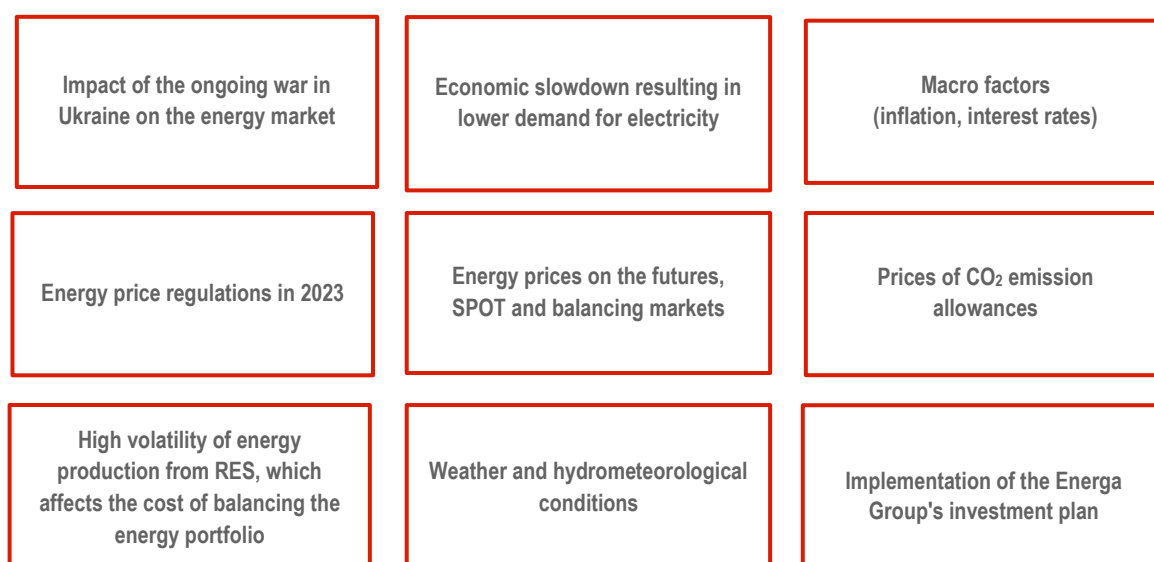 Impact of the ongoing war in
Ukraine on the energy market
Economic slowdown resulting in
lower demand for electricity
Macro factors
(inflation, interest rates)
Energy price regulations in 2023
Energy prices on the futures,
SPOT and balancing markets
Prices of CO₂ emission
allowances
High volatility of energy
production from RES, which
affects the cost of balancing the
energy portfolio
Weather and hydrometeorological
conditions
Implementation of the Energa
Group's investment plan